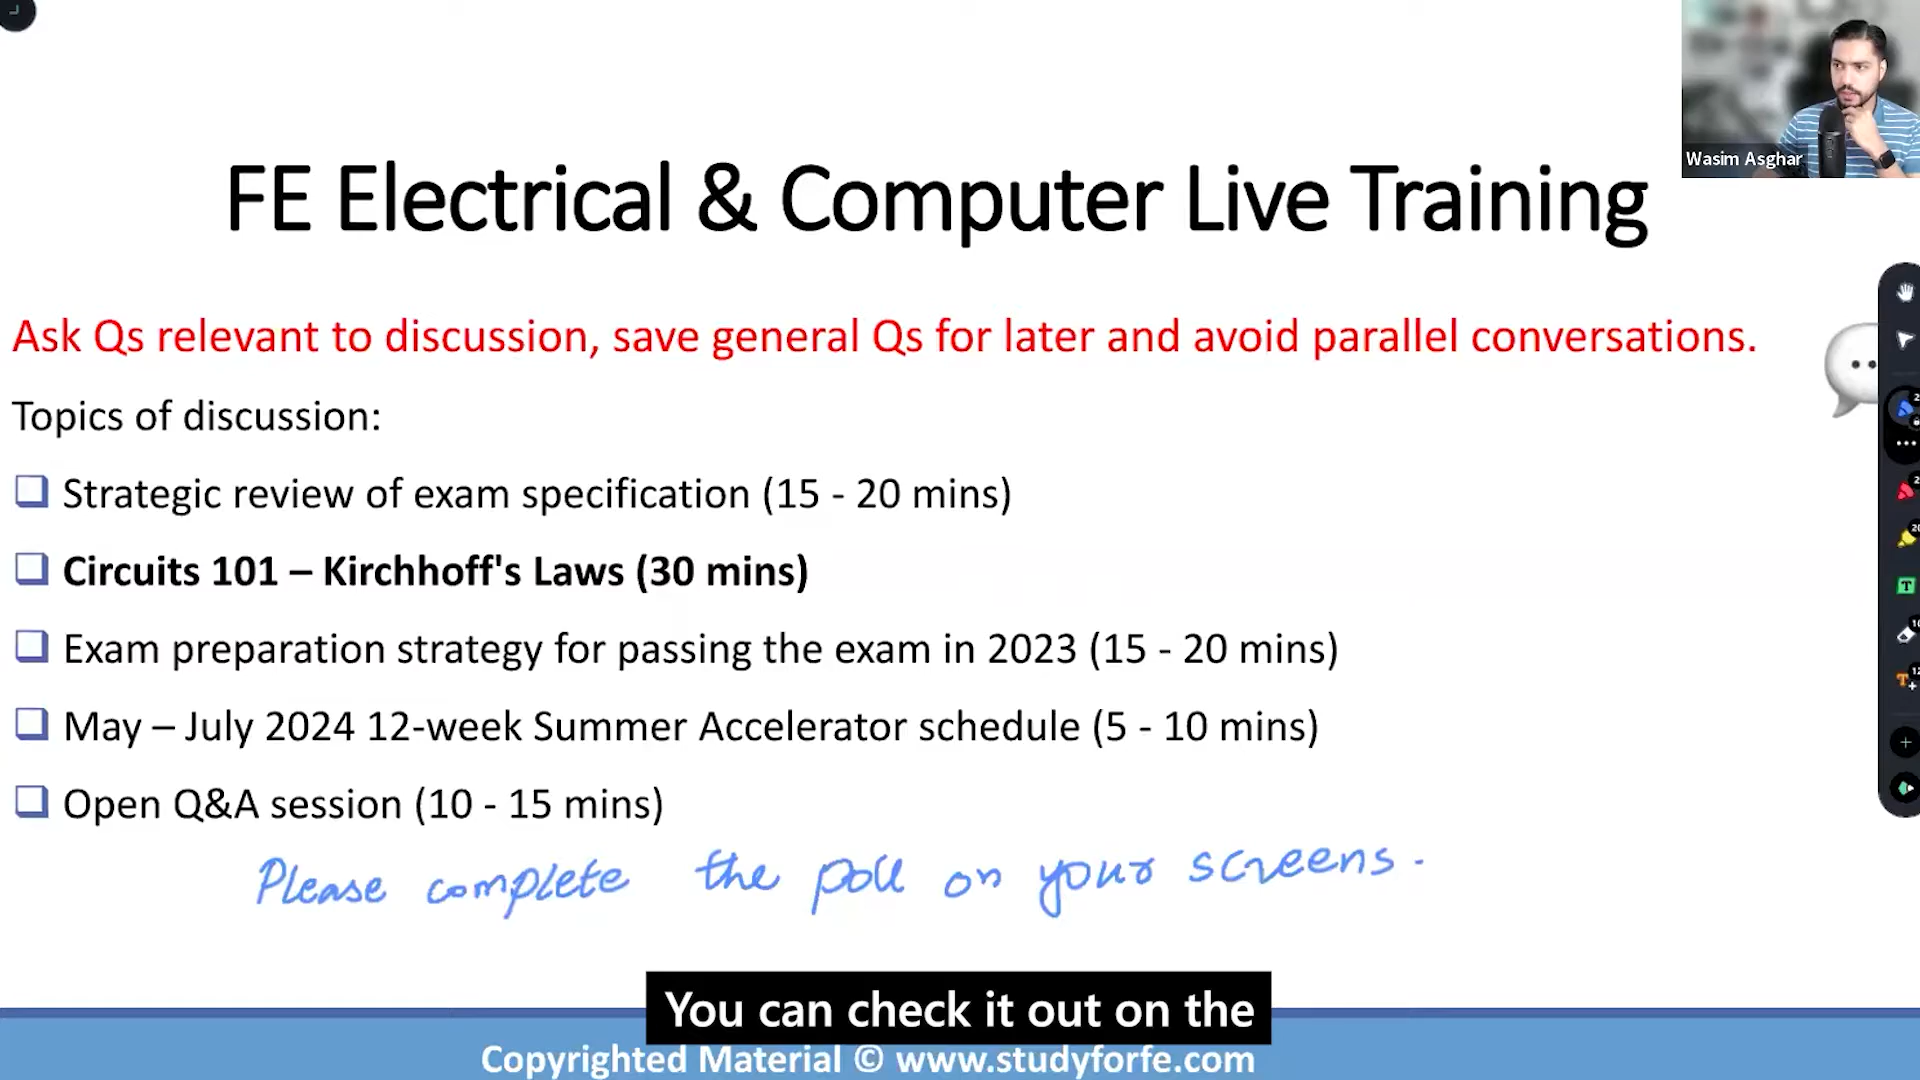 Wasim Asghar
FE Electrical & Computer Live Training
Ask Qs relevant to discussion, save general Qs for later and avoid parallel conversations.
Topics of discussion:
Strategic review of exam specification (15 - 20 mins)
Circuits 101 – Kirchhoff's Laws (30 mins)
Exam preparation strategy for passing the exam in 2023 (15 - 20 mins)
May – July 2024 12-week Summer Accelerator schedule (5 - 10 mins)
Open Q&A session (10 - 15 mins)
Please complete the poll on your screens.
You can check it out on the
Copyrighted Material © www.studyforfe.com